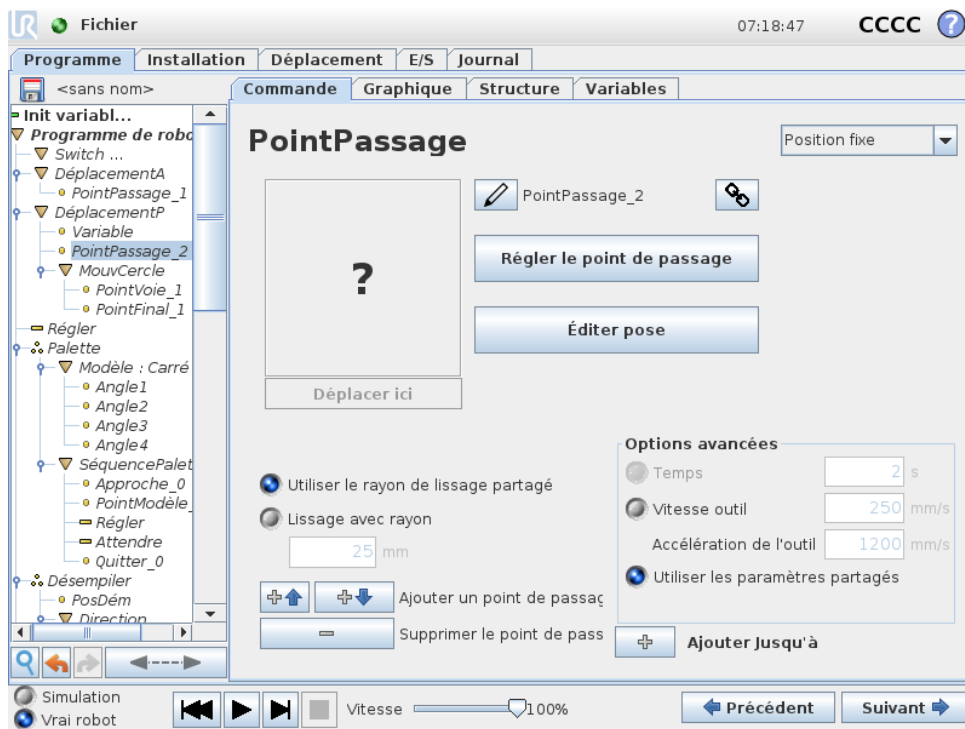 UR Fichier 07:18:47 CCCC ?
Programme Installation Déplacement E/S Journal
<sans nom>
Commande Graphique Structure Variables
Init variabl...
Programme de robo
Switch ...
DéplacementA
PointPassage_1
DéplacementP
Variable
PointPassage_2
MouvCercle
PointVoie_1
PointFinal_1
Régler
Palette
Modèle : Carré
Angle1
Angle2
Angle3
Angle4
SéquencePalet
Approche_0
PointModèle_
Régler
Attendre
Quitter_0
Désempiler
PosDém
Direction
PointPassage
Position fixe
?
PointPassage_2
Régler le point de passage
Éditer pose
Déplacer ici
Utiliser le rayon de lissage partagé
Lissage avec rayon
25 mm
Ajouter un point de passag
Supprimer le point de pass
Options avancées
Temps 2 s
Vitesse outil 250 mm/s
Accélération de l'outil 1200 mm/s
Utiliser les paramètres partagés
Ajouter Jusqu'à
Simulation
Vrai robot
Vitesse 100%
Précédent
Suivant